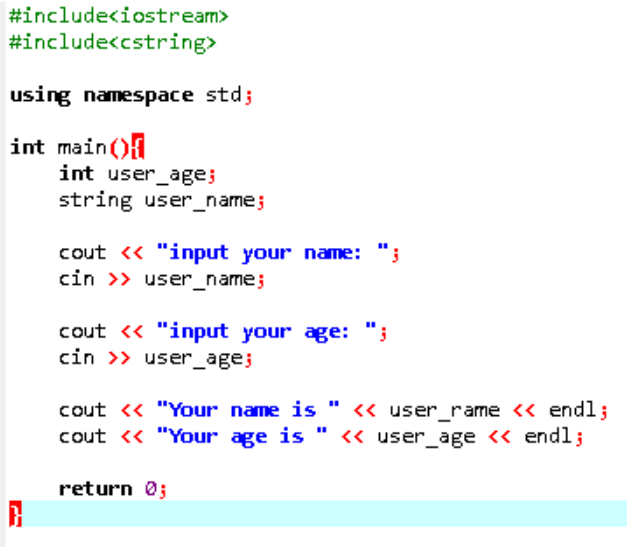 #include<iostream>
#include<cstring>
using namespace std;
int main(){
int user_age;
string user_name;
cout << "input your name: ";
cin >> user_name;
cout << "input your age: ";
cin >> user_age;
cout << "Your name is " << user_name << endl;
cout << "Your age is " << user_age << endl;
return 0;
}